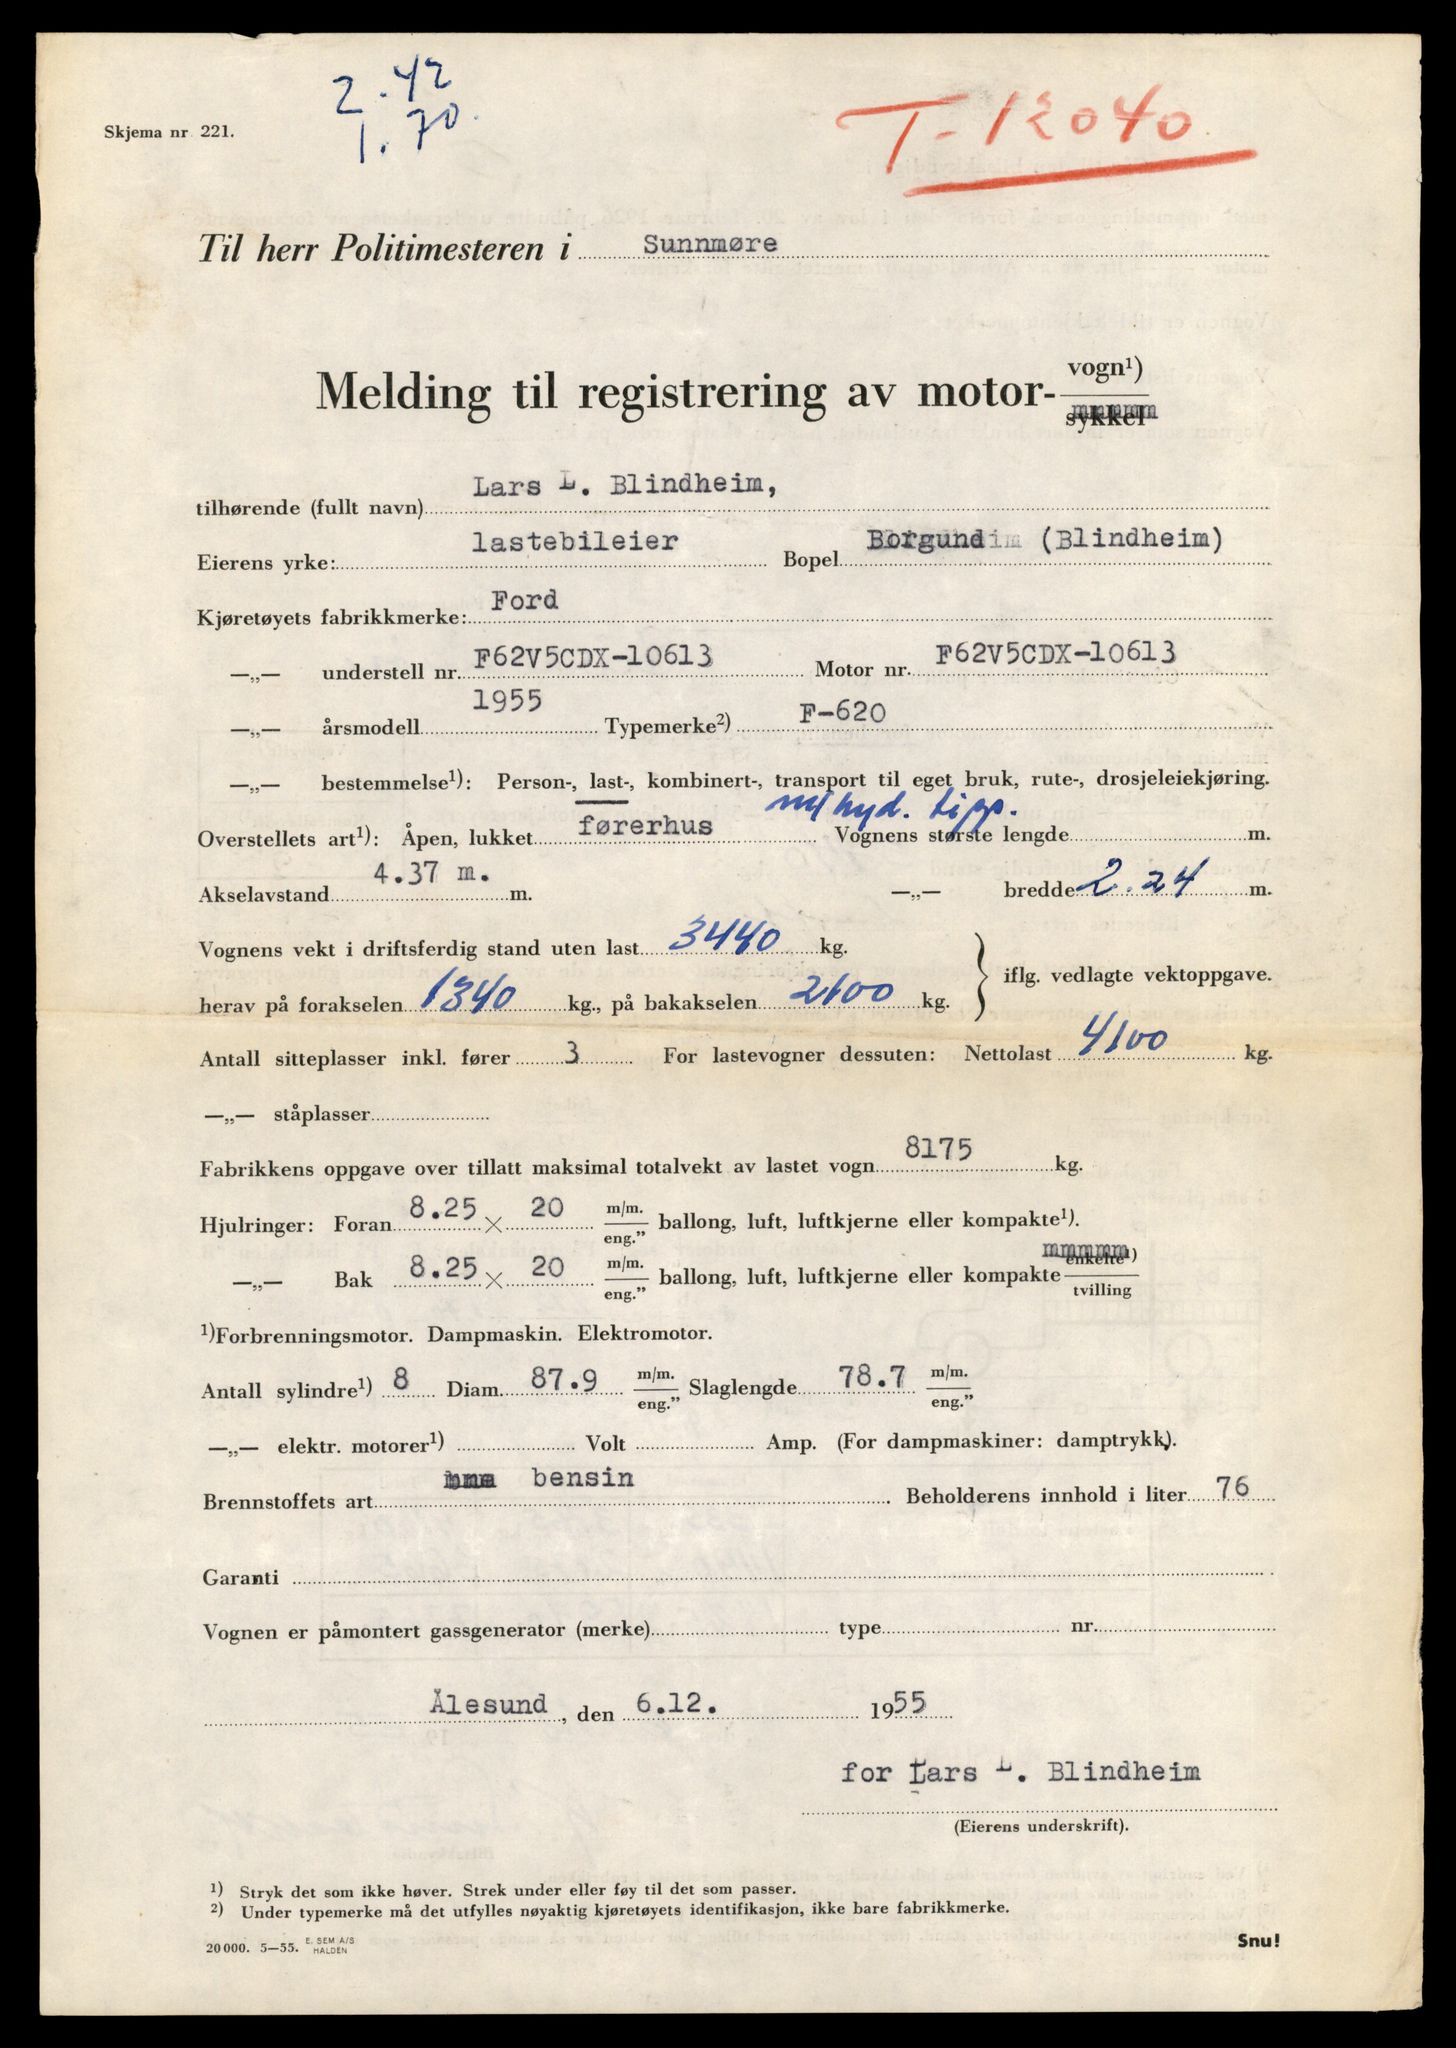 2.42
1.70
T-12040
Skjema nr 221.
Til herr Politimesteren i Sunnmøre
Melding til registrering av motor- vogn¹)
sykkel
tilhørende (fullt navn) Lars L. Blindheim,
Eierens yrke: lastebileier Bopel Borgund (Blindheim)
Kjøretøyets fabrikkmerke: Ford
—„— understell nr. F62V5CDX-10613 Motor nr. F62V5CDX-10613
—„— årsmodell 1955 Typemerke²) F-620
—„— bestemmelse¹): Person-, last-, kombinert-, transport til eget bruk, rute-, drosjeleiekjøring.
m/hyd. tipp.
Overstellets art¹): Åpen, lukket førerhus Vognens største lengde m.
Akselavstand 4.37 m. m. —„— bredde 2.24 m.
Vognens vekt i driftsferdig stand uten last 3440 kg.
herav på forakselen 1340 kg., på bakakselen 2100 kg. } iflg. vedlagte vektoppgave.
Antall sitteplasser inkl. fører 3 For lastevogner dessuten: Nettolast 4100 kg.
—„— ståplasser
Fabrikkens oppgave over tillatt maksimal totalvekt av lastet vogn 8175 kg.
Hjulringer: Foran 8.25 × 20 m/m. eng." ballong, luft, luftkjerne eller kompakte¹).
—„— Bak 8.25 × 20 m/m. eng." ballong, luft, luftkjerne eller kompakte enkelte¹) tvilling
¹)Forbrenningsmotor. Dampmaskin. Elektromotor.
Antall sylindre¹) 8 Diam. 87.9 m/m. eng." Slaglengde 78.7 m/m. eng."
—„— elektr. motorer¹) Volt Amp. (For dampmaskiner: damptrykk).
Brennstoffets art bensin Beholderens innhold i liter 76
Garanti
Vognen er påmontert gassgenerator (merke) type nr.
Ålesund, den 6.12. 1955
for Lars L. Blindheim
(Eierens underskrift).
¹) Stryk det som ikke høver. Strek under eller føy til det som passer.
²) Under typemerke må det utfylles nøyaktig kjøretøyets identifikasjon, ikke bare fabrikkmerke.
20 000. 5—55. E. SEM A/S HALDEN
Snu!